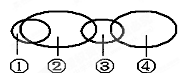 ① ② ③ ④